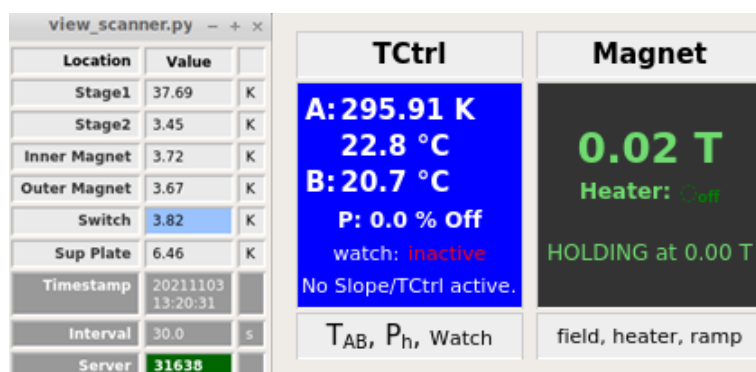 view_scanner.py – + ×
Location Value
Stage1 37.69 K
Stage2 3.45 K
Inner Magnet 3.72 K
Outer Magnet 3.67 K
Switch 3.82 K
Sup Plate 6.46 K
Timestamp 20211103
13:20:31
Interval 30.0 s
Server 31638
TCtrl
A: 295.91 K
22.8 °C
B: 20.7 °C
P: 0.0 % Off
watch: inactive
No Slope/TCtrl active.
TAB, Ph, Watch
Magnet
0.02 T
Heater: off
HOLDING at 0.00 T
field, heater, ramp